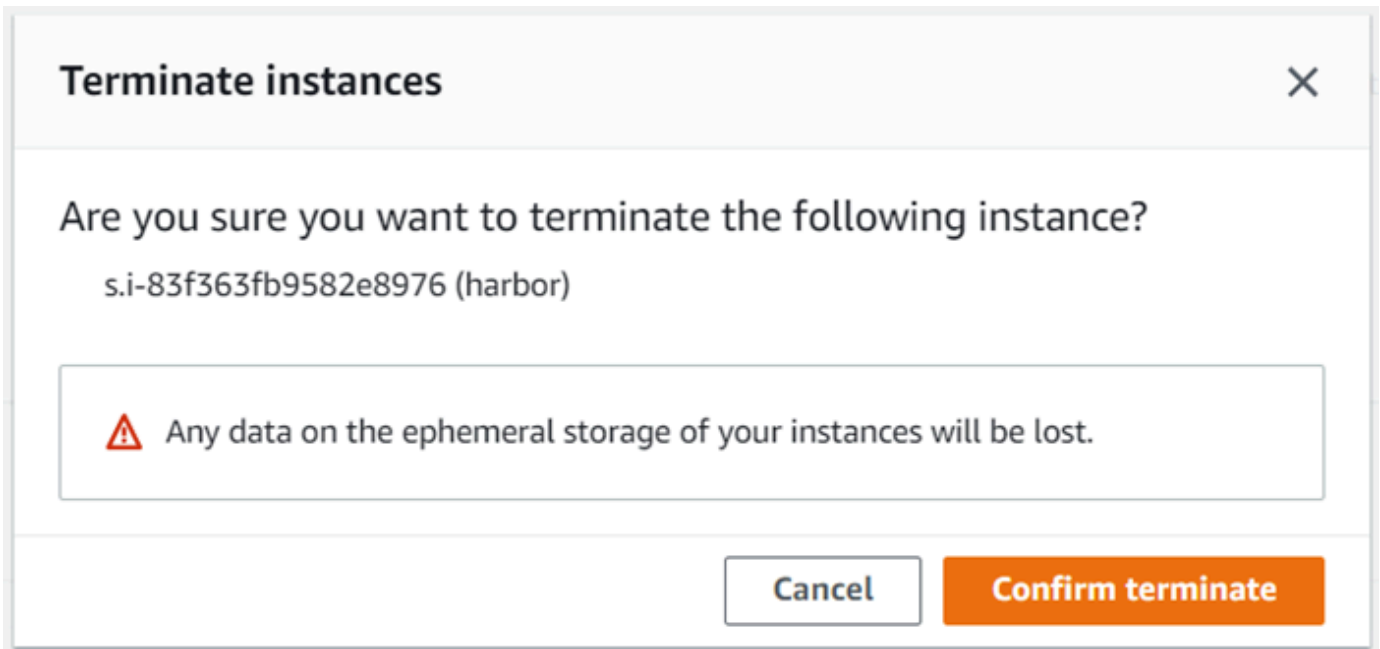 Terminate instances
Are you sure you want to terminate the following instance?
s.i-83f363fb9582e8976 (harbor)
Any data on the ephemeral storage of your instances will be lost.
Cancel
Confirm terminate